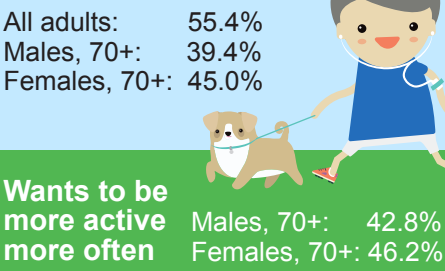 All adults: 55.4%
Males, 70+: 39.4%
Females, 70+: 45.0%
Wants to be
more active
more often
Males, 70+: 42.8%
Females, 70+: 46.2%